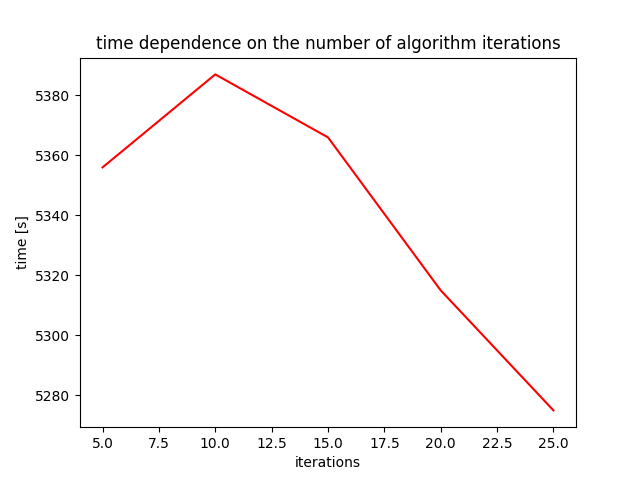 time dependence on the number of algorithm iterations
5380
5360
5340
5320
5300
5280
time [s]
5.0 7.5 10.0 12.5 15.0 17.5 20.0 22.5 25.0
iterations